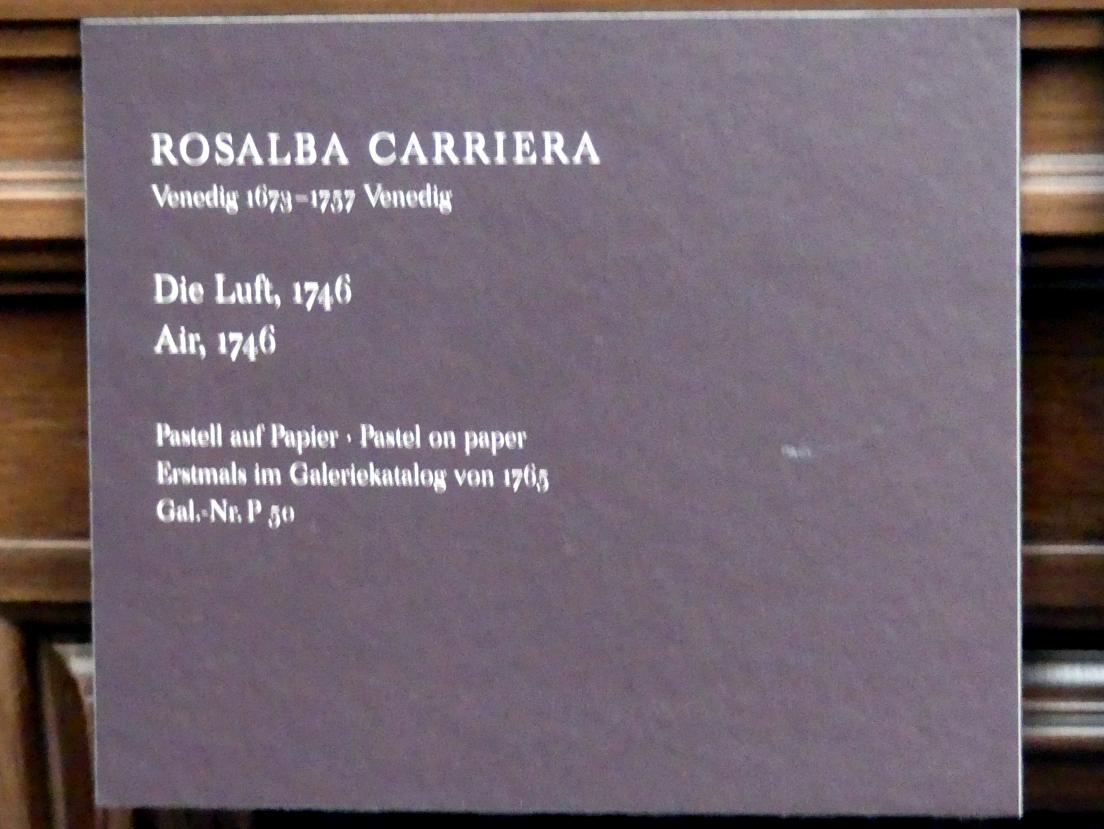 ROSALBA CARRIERA
Venedig 1673–1757 Venedig
Die Luft, 1746
Air, 1746
Pastell auf Papier · Pastel on paper
Erstmals im Galeriekatalog von 1765
Gal.-Nr. P 50